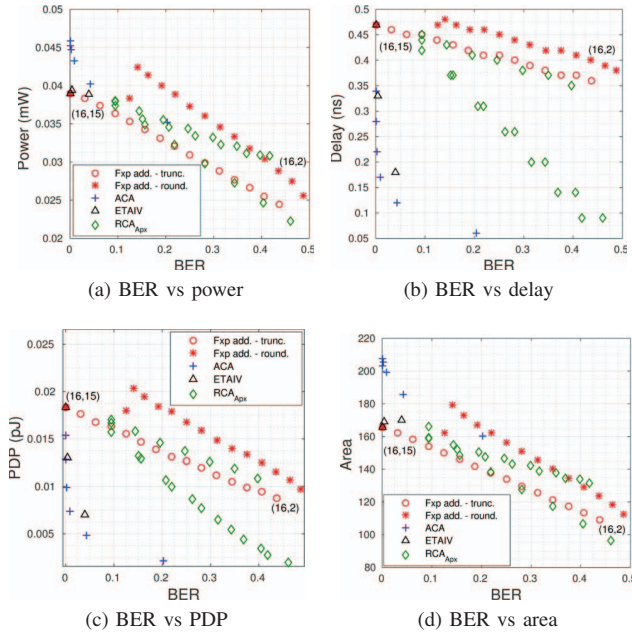 0.05
0.045
0.04
0.035
0.03
0.025
0.02
Power (mW)
(16,15)
(16,2)
Fxp add. - trunc.
Fxp add. - round.
ACA
ETAIV
RCAApx
0
0.1
0.2
0.3
0.4
0.5
BER
(a) BER vs power
0.5
0.45
0.4
0.35
0.3
0.25
0.2
0.15
0.1
0.05
Delay (ns)
(16,15)
(16,2)
0
0.1
0.2
0.3
0.4
0.5
BER
(b) BER vs delay
0.025
0.02
0.015
0.01
0.005
PDP (pJ)
(16,15)
(16,2)
Fxp add. - trunc.
Fxp add. - round.
ACA
ETAIV
RCAApx
0
0.1
0.2
0.3
0.4
BER
(c) BER vs PDP
220
200
180
160
140
120
100
80
Area
(16,15)
(16,2)
Fxp add. - trunc.
Fxp add. - round.
ACA
ETAIV
RCAApx
0
0.1
0.2
0.3
0.4
0.5
BER
(d) BER vs area